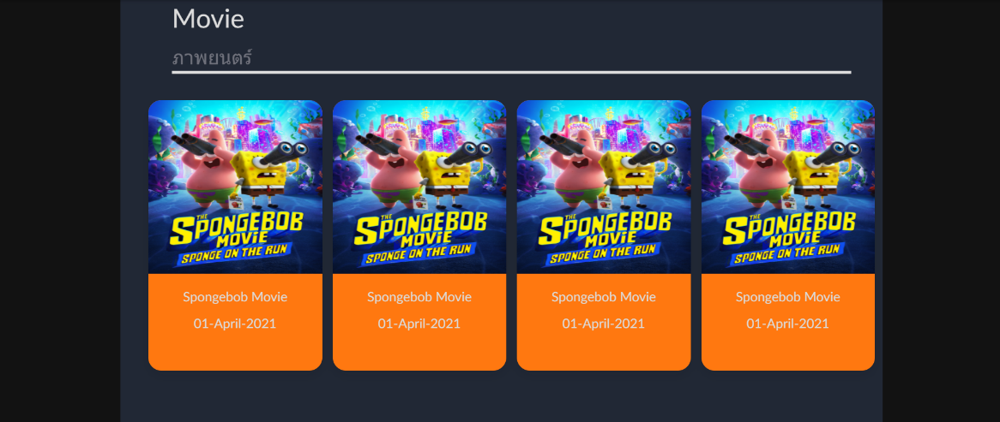 Movie
ภาพยนตร์
THE
SPONGEBOB
MOVIE
SPONGE ON THE RUN
Spongebob Movie
01-April-2021
THE
SPONGEBOB
MOVIE
SPONGE ON THE RUN
Spongebob Movie
01-April-2021
THE
SPONGEBOB
MOVIE
SPONGE ON THE RUN
Spongebob Movie
01-April-2021
THE
SPONGEBOB
MOVIE
SPONGE ON THE RUN
Spongebob Movie
01-April-2021